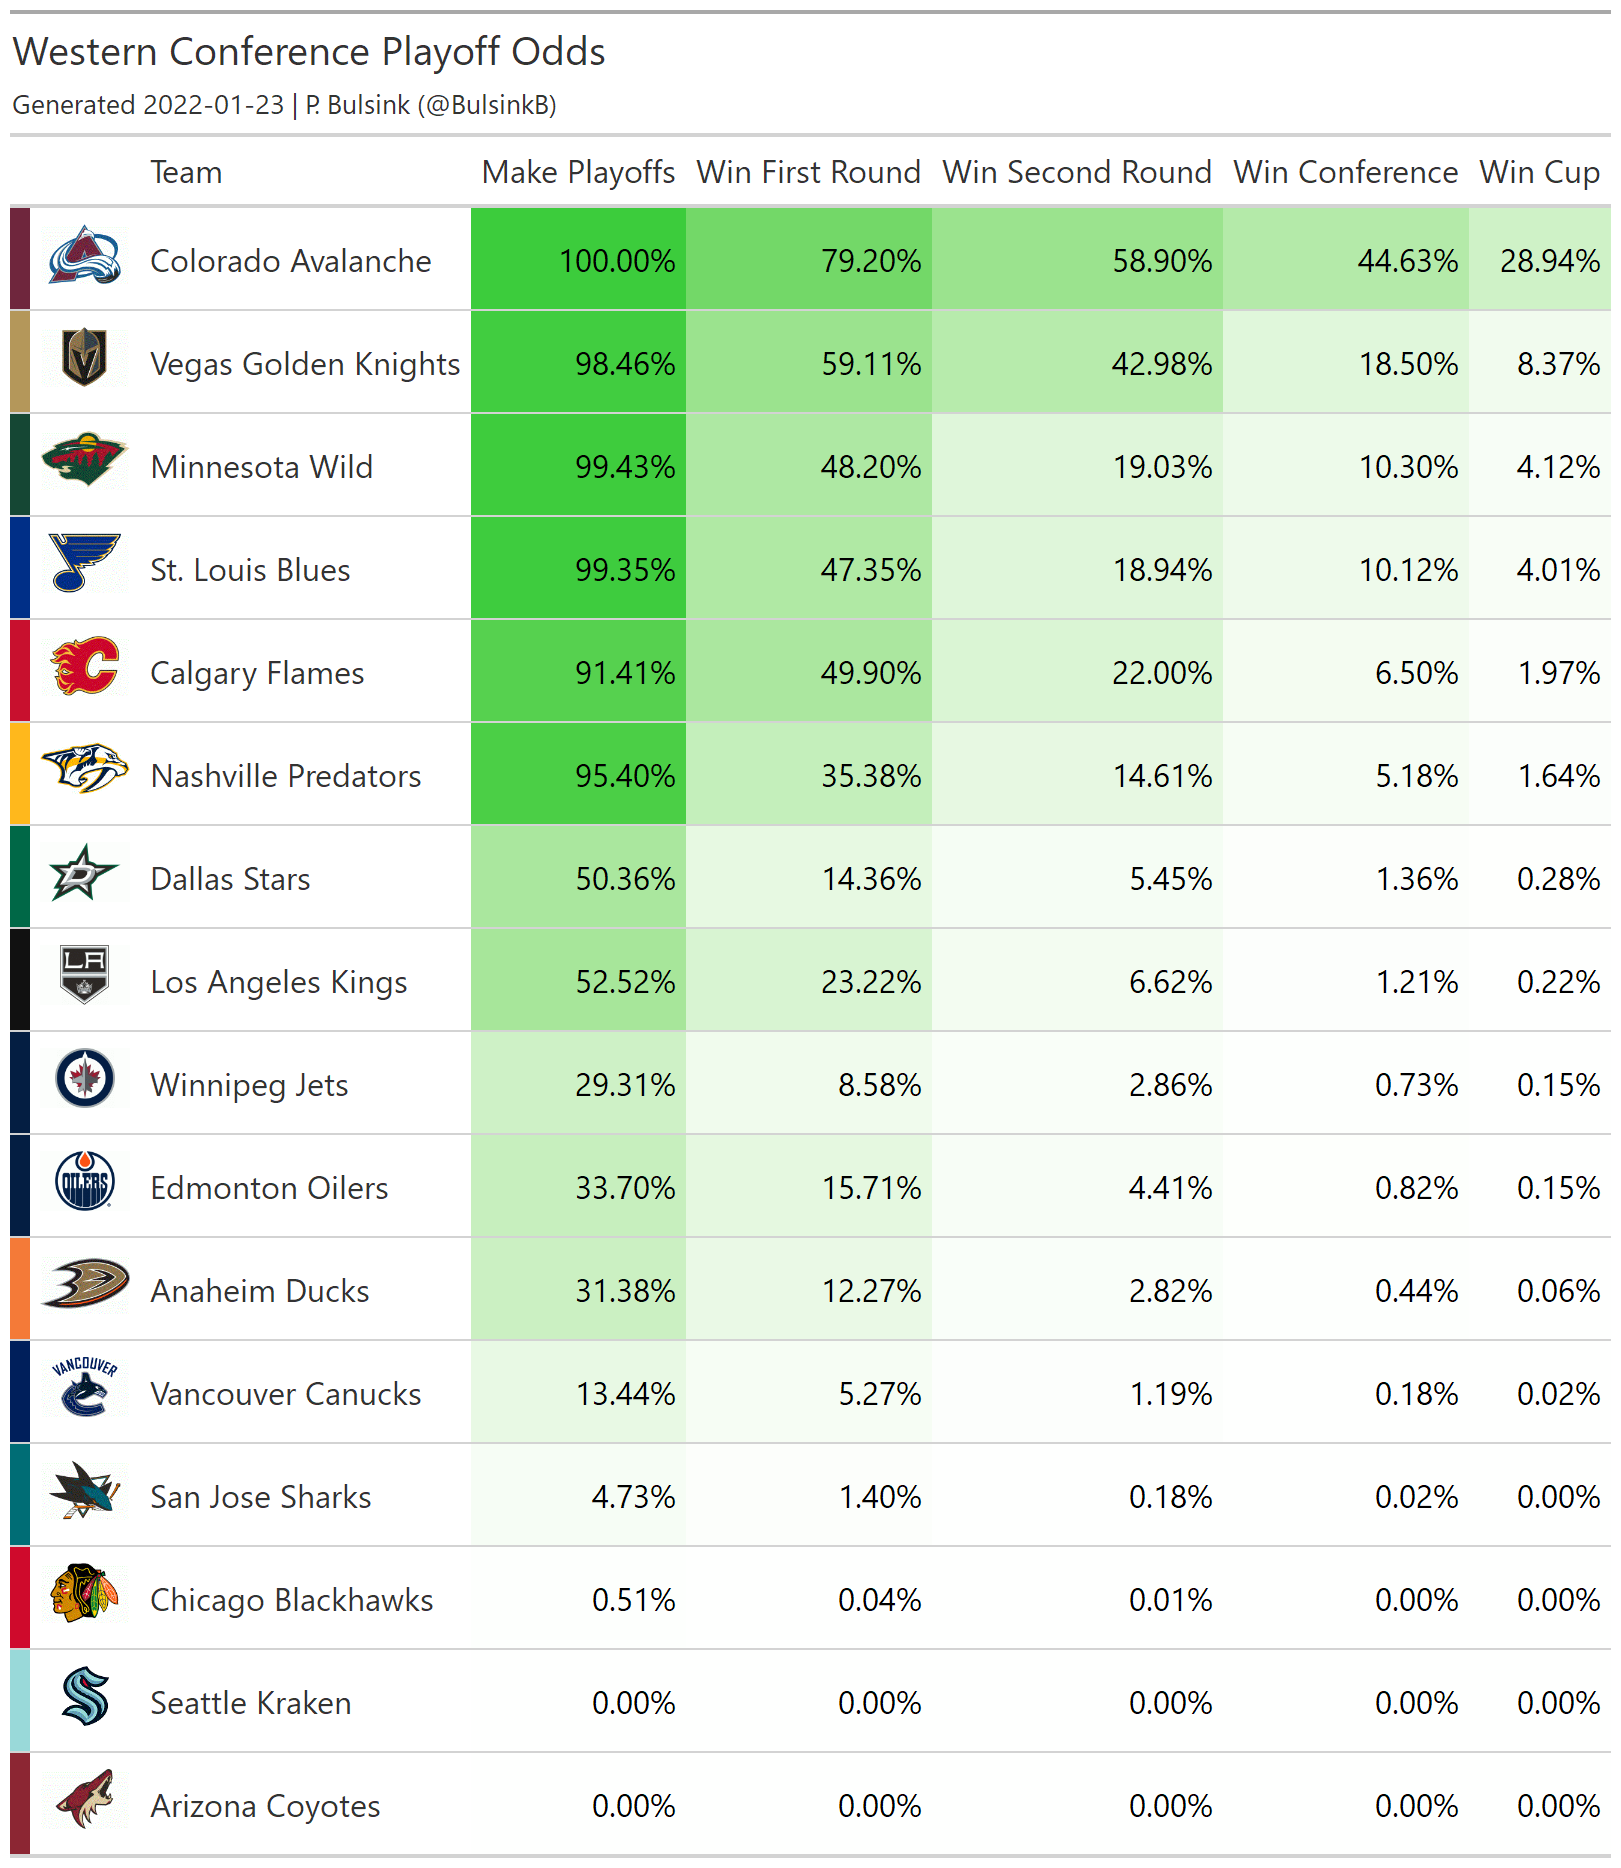 Western Conference Playoff Odds
Generated 2022-01-23 | P. Bulsink (@BulsinkB)
Team Make Playoffs Win First Round Win Second Round Win Conference Win Cup
Colorado Avalanche 100.00% 79.20% 58.90% 44.63% 28.94%
Vegas Golden Knights 98.46% 59.11% 42.98% 18.50% 8.37%
Minnesota Wild 99.43% 48.20% 19.03% 10.30% 4.12%
St. Louis Blues 99.35% 47.35% 18.94% 10.12% 4.01%
Calgary Flames 91.41% 49.90% 22.00% 6.50% 1.97%
Nashville Predators 95.40% 35.38% 14.61% 5.18% 1.64%
D
Dallas Stars 50.36% 14.36% 5.45% 1.36% 0.28%
LA
Los Angeles Kings 52.52% 23.22% 6.62% 1.21% 0.22%
Winnipeg Jets 29.31% 8.58% 2.86% 0.73% 0.15%
OILERS
Edmonton Oilers 33.70% 15.71% 4.41% 0.82% 0.15%
Anaheim Ducks 31.38% 12.27% 2.82% 0.44% 0.06%
VANCOUVER
Vancouver Canucks 13.44% 5.27% 1.19% 0.18% 0.02%
San Jose Sharks 4.73% 1.40% 0.18% 0.02% 0.00%
Chicago Blackhawks 0.51% 0.04% 0.01% 0.00% 0.00%
Seattle Kraken 0.00% 0.00% 0.00% 0.00% 0.00%
Arizona Coyotes 0.00% 0.00% 0.00% 0.00% 0.00%